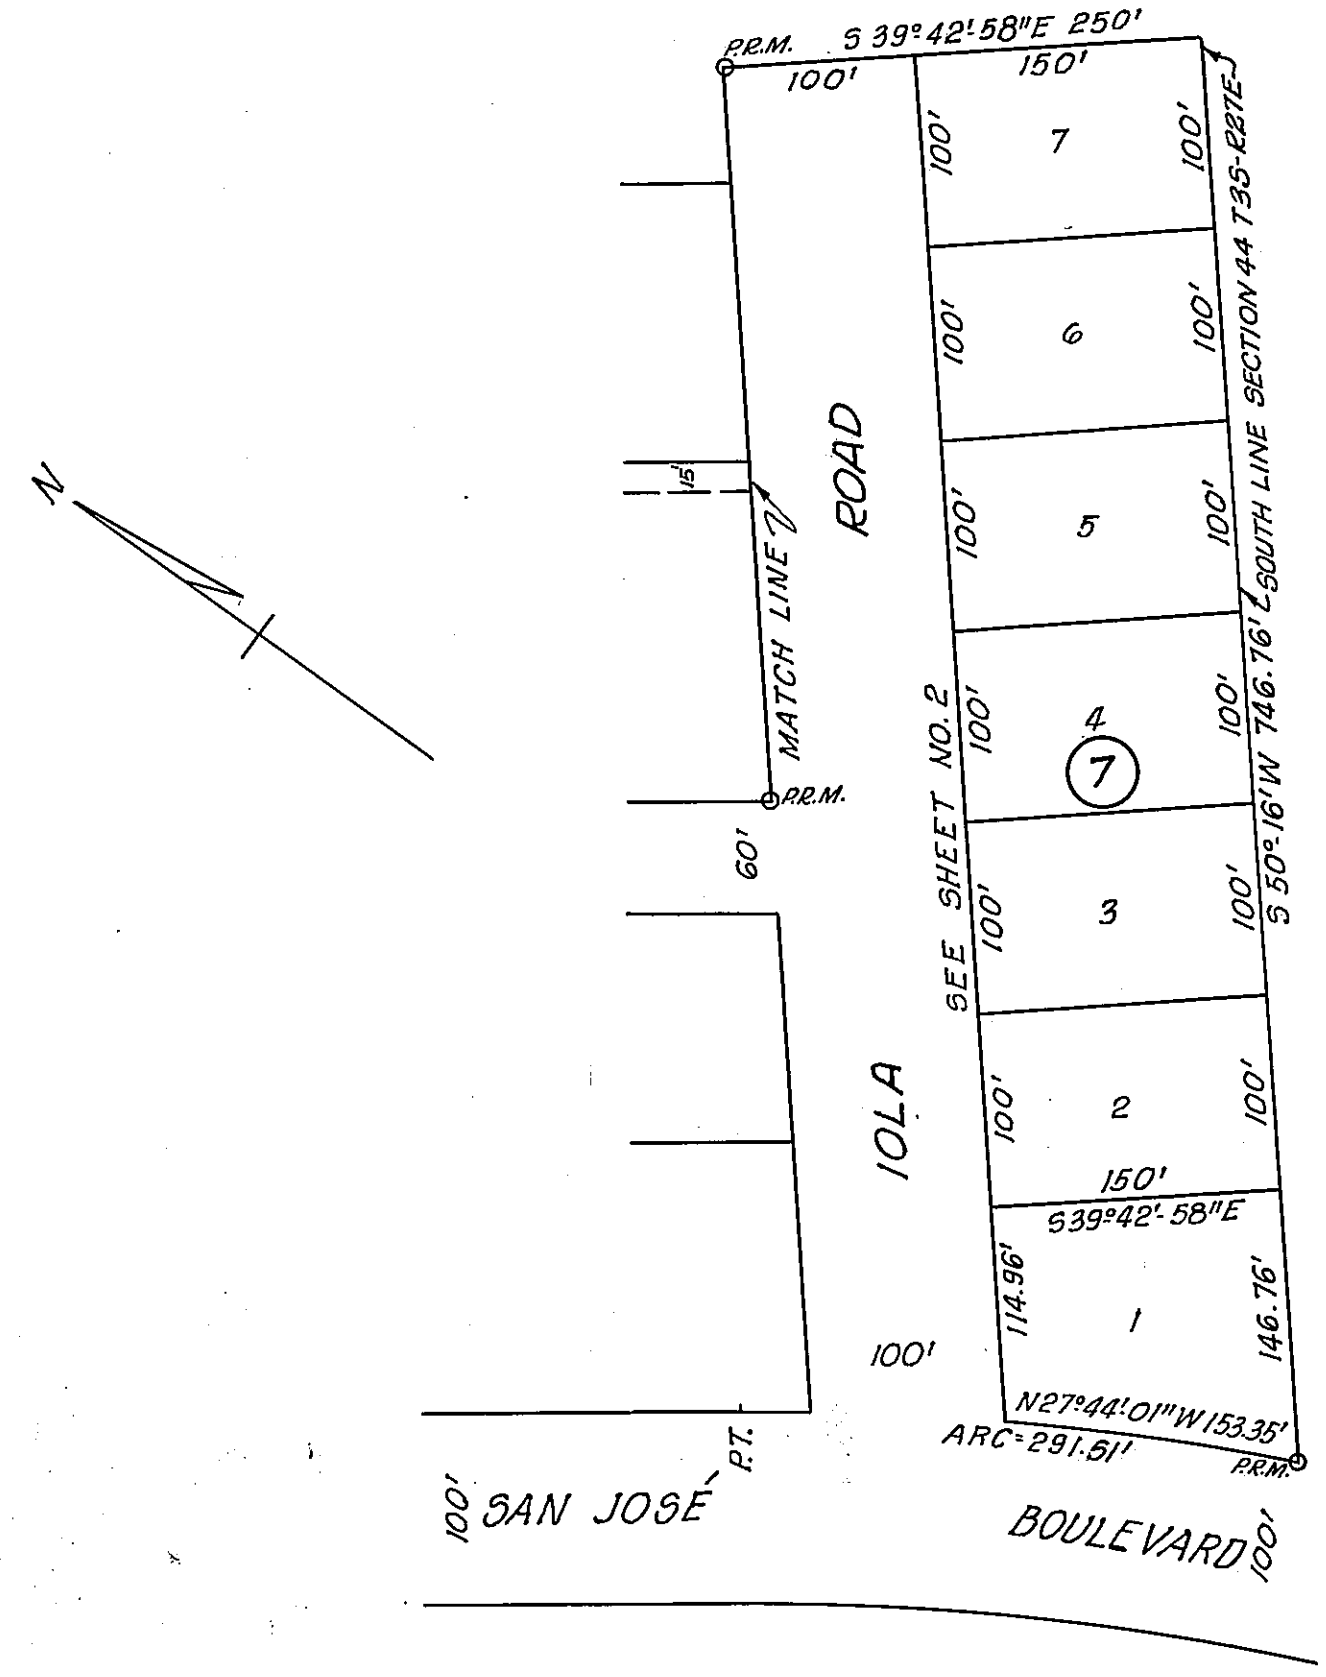 P.R.M.
S 39°-42'-58"E 250'
100'
150'
100'
7
100'
SOUTH LINE SECTION 44 T3S-R27E
100'
6
100'
N
15'
ROAD
100'
5
100'
MATCH LINE
SEE SHEET NO. 2
100'
4
100'
7
S 50°-16'W 746.76'
P.R.M.
60'
100'
3
100'
IOLA
100'
2
100'
150'
S39°42'-58"E
114.96'
1
146.76'
100'
N27°44'.01"W 153.35'
ARC=291.51'
P.T.
P.R.M.
100'
SAN JOSE
BOULEVARD
100'